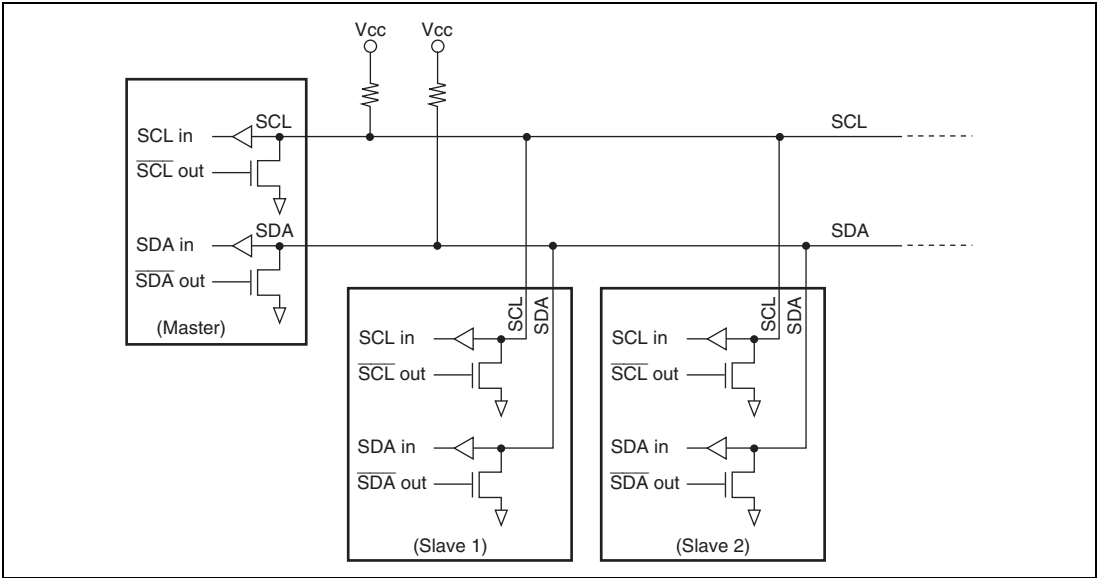 Vcc Vcc
SCL
SCL in
SCL out
SDA
SDA in
SDA out
(Master)
SCL
SDA
SCL
SDA
SCL in
SCL out
SDA in
SDA out
(Slave 1)
SCL
SDA
SCL in
SCL out
SDA in
SDA out
(Slave 2)